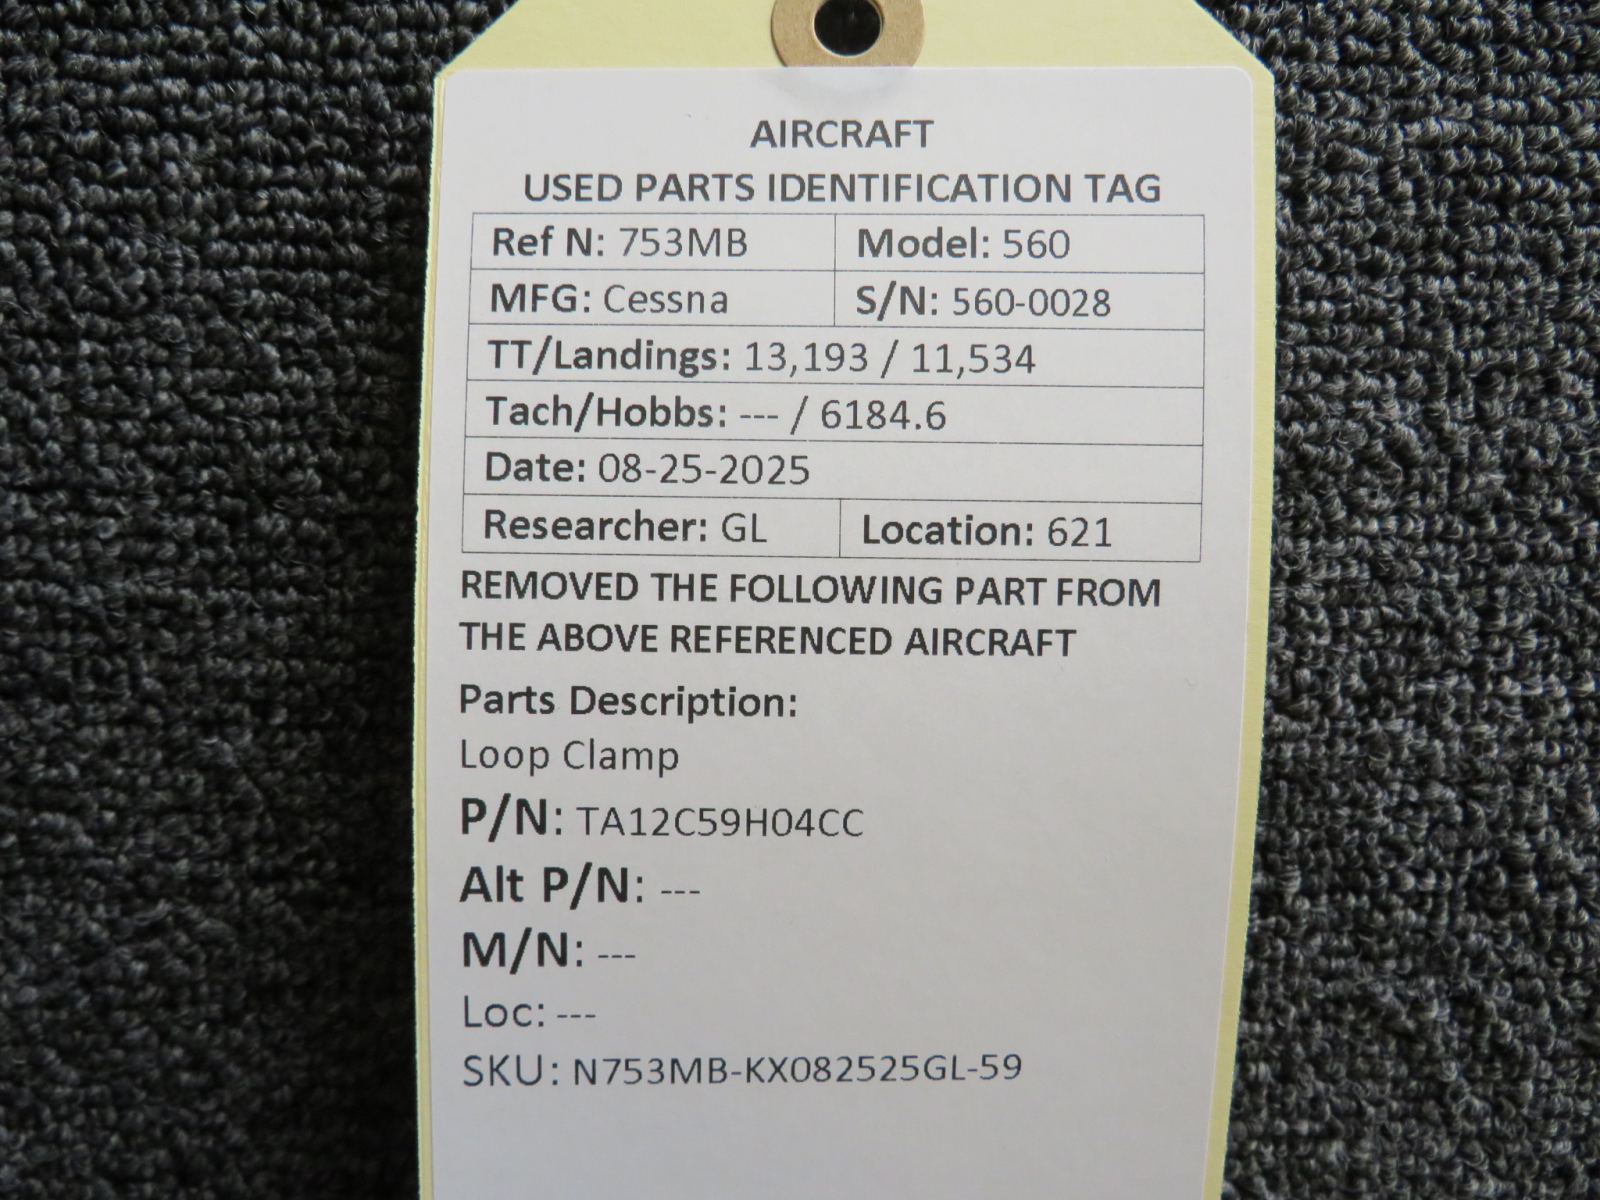 AIRCRAFT
USED PARTS IDENTIFICATION TAG
Ref N: 753MB Model: 560
MFG: Cessna S/N: 560-0028
TT/Landings: 13,193 / 11,534
Tach/Hobbs: --- / 6184.6
Date: 08-25-2025
Researcher: GL Location: 621
REMOVED THE FOLLOWING PART FROM
THE ABOVE REFERENCED AIRCRAFT
Parts Description:
Loop Clamp
P/N: TA12C59H04CC
Alt P/N: ---
M/N: ---
Loc: ---
SKU: N753MB-KX082525GL-59